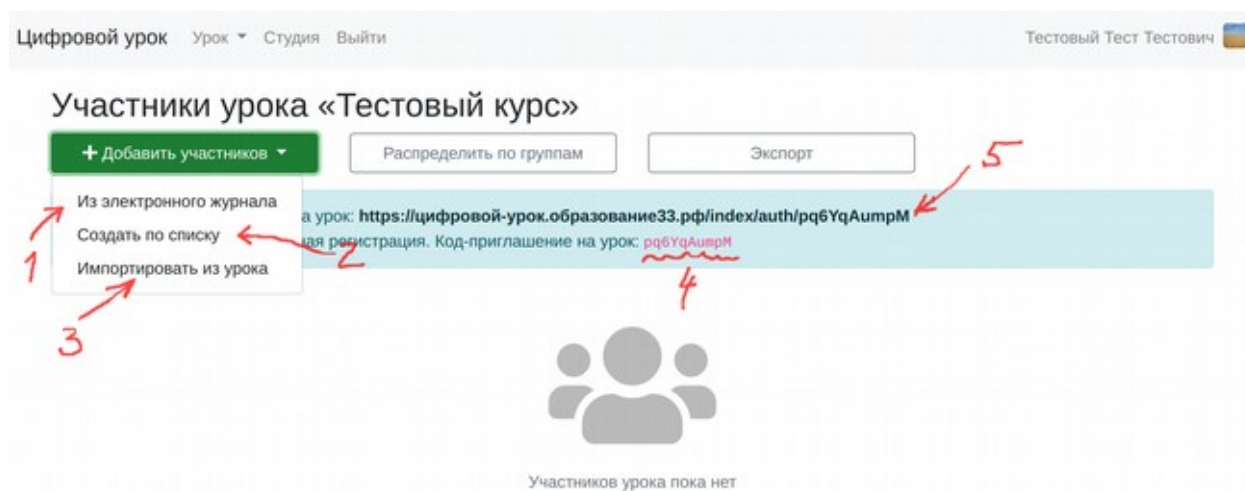 Цифровой урок Урок Студия Выйти Тестовый Тест Тестович
Участники урока «Тестовый курс»
+ Добавить участников Распределить по группам Экспорт
5
Из электронного журнала
а урок: https://цифровой-урок.образование33.рф/index/auth/pq6YqAumpM
Создать по списку
ная регистрация. Код-приглашение на урок: pq6YqAumpM
1
2
Импортировать из урока
4
3
Участников урока пока нет